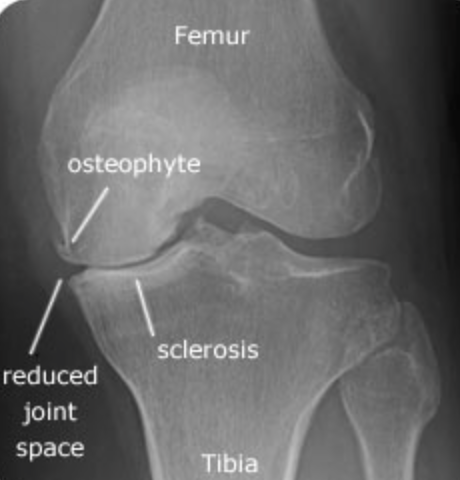 Femur
osteophyte
sclerosis
reduced
joint
space
Tibia